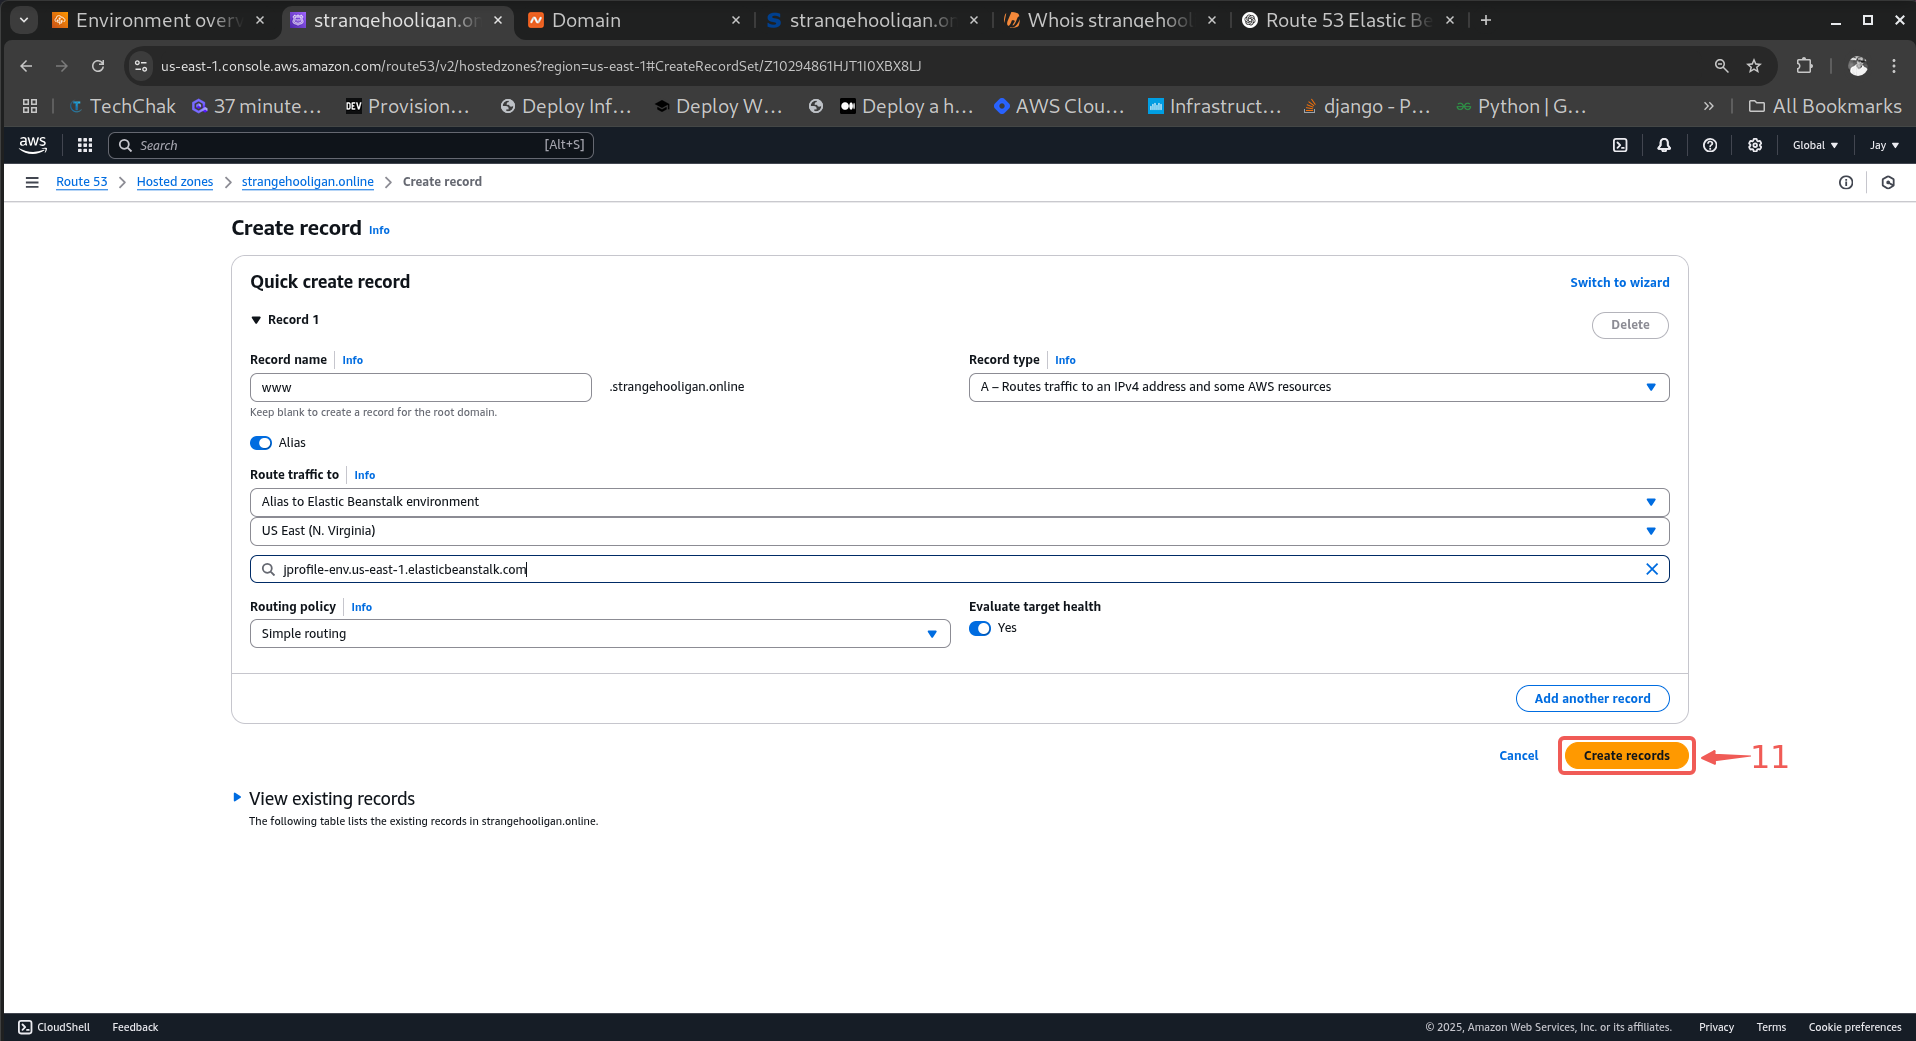 Environment over
strangehooligan.or
Domain
strangehooligan.or
Whois strangehool
Route 53 Elastic Be
us-east-1.console.aws.amazon.com/route53/v2/hostedzones?region=us-east-1#CreateRecordSet/Z10294861HJT1I0XBX8LJ
TechChak
37 minute...
DEV Provision...
Deploy Inf...
Deploy W...
Deploy a h...
AWS Clou...
Infrastruct...
django - P...
Python | G...
»
All Bookmarks
aws
Search
[Alt+S]
Global
Jay
Route 53 > Hosted zones > strangehooligan.online > Create record
Create record Info
Quick create record
Switch to wizard
Record 1
Delete
Record name Info
www
.strangehooligan.online
Keep blank to create a record for the root domain.
Record type Info
A – Routes traffic to an IPv4 address and some AWS resources
Alias
Route traffic to Info
Alias to Elastic Beanstalk environment
US East (N. Virginia)
jprofile-env.us-east-1.elasticbeanstalk.com
Routing policy Info
Simple routing
Evaluate target health
Yes
Add another record
Cancel
Create records
11
View existing records
The following table lists the existing records in strangehooligan.online.
CloudShell
Feedback
© 2025, Amazon Web Services, Inc. or its affiliates.
Privacy
Terms
Cookie preferences